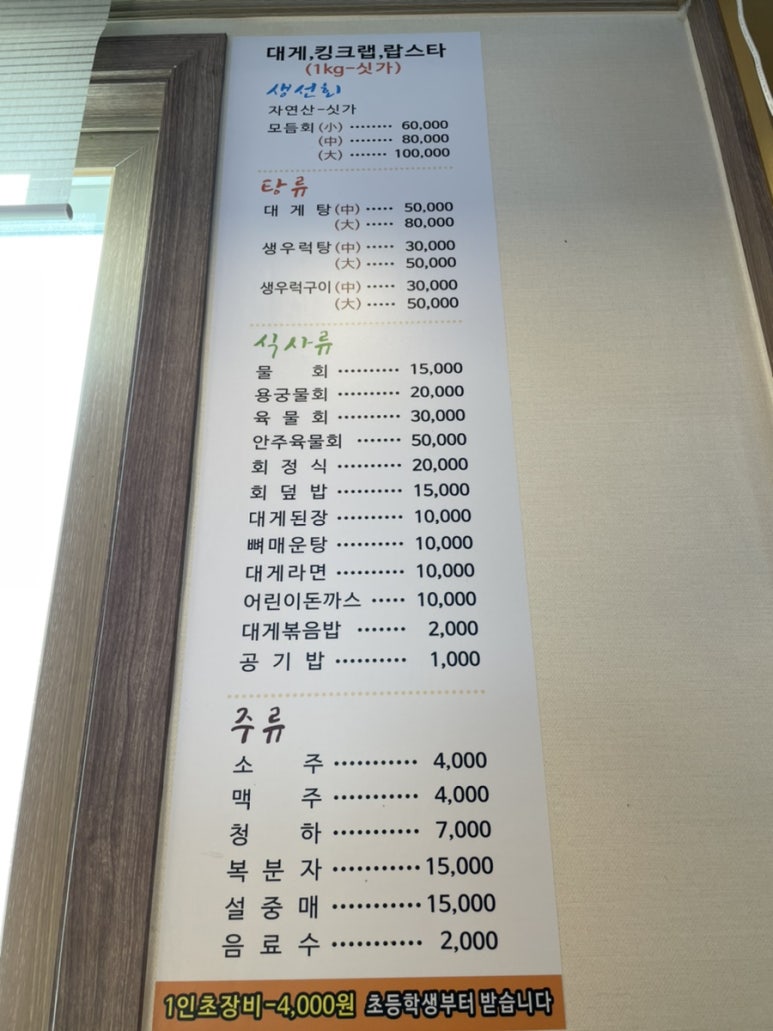 대게,킹크랩,랍스타
(1kg-싯가)
생선회
자연산-싯가
모듬회(小) ········ 60,000
(中) ········ 80,000
(大) ······· 100,000
탕류
대 게 탕(中) ····· 50,000
(大) ····· 80,000
생우럭탕(中) ····· 30,000
(大) ····· 50,000
생우럭구이(中) ····· 30,000
(大) ····· 50,000
식사류
물 회 ·········· 15,000
용궁물회 ·········· 20,000
육 물 회 ·········· 30,000
안주육물회 ······· 50,000
회 정 식 ·········· 20,000
회 덮 밥 ·········· 15,000
대게된장 ·········· 10,000
뼈매운탕 ·········· 10,000
대게라면 ·········· 10,000
어린이돈까스 ····· 10,000
대게볶음밥 ······· 2,000
공 기 밥 ·········· 1,000
주류
소 주 ··········· 4,000
맥 주 ··········· 4,000
청 하 ··········· 7,000
복 분 자 ··········· 15,000
설 중 매 ··········· 15,000
음 료 수 ··········· 2,000
1인초장비-4,000원 초등학생부터 받습니다